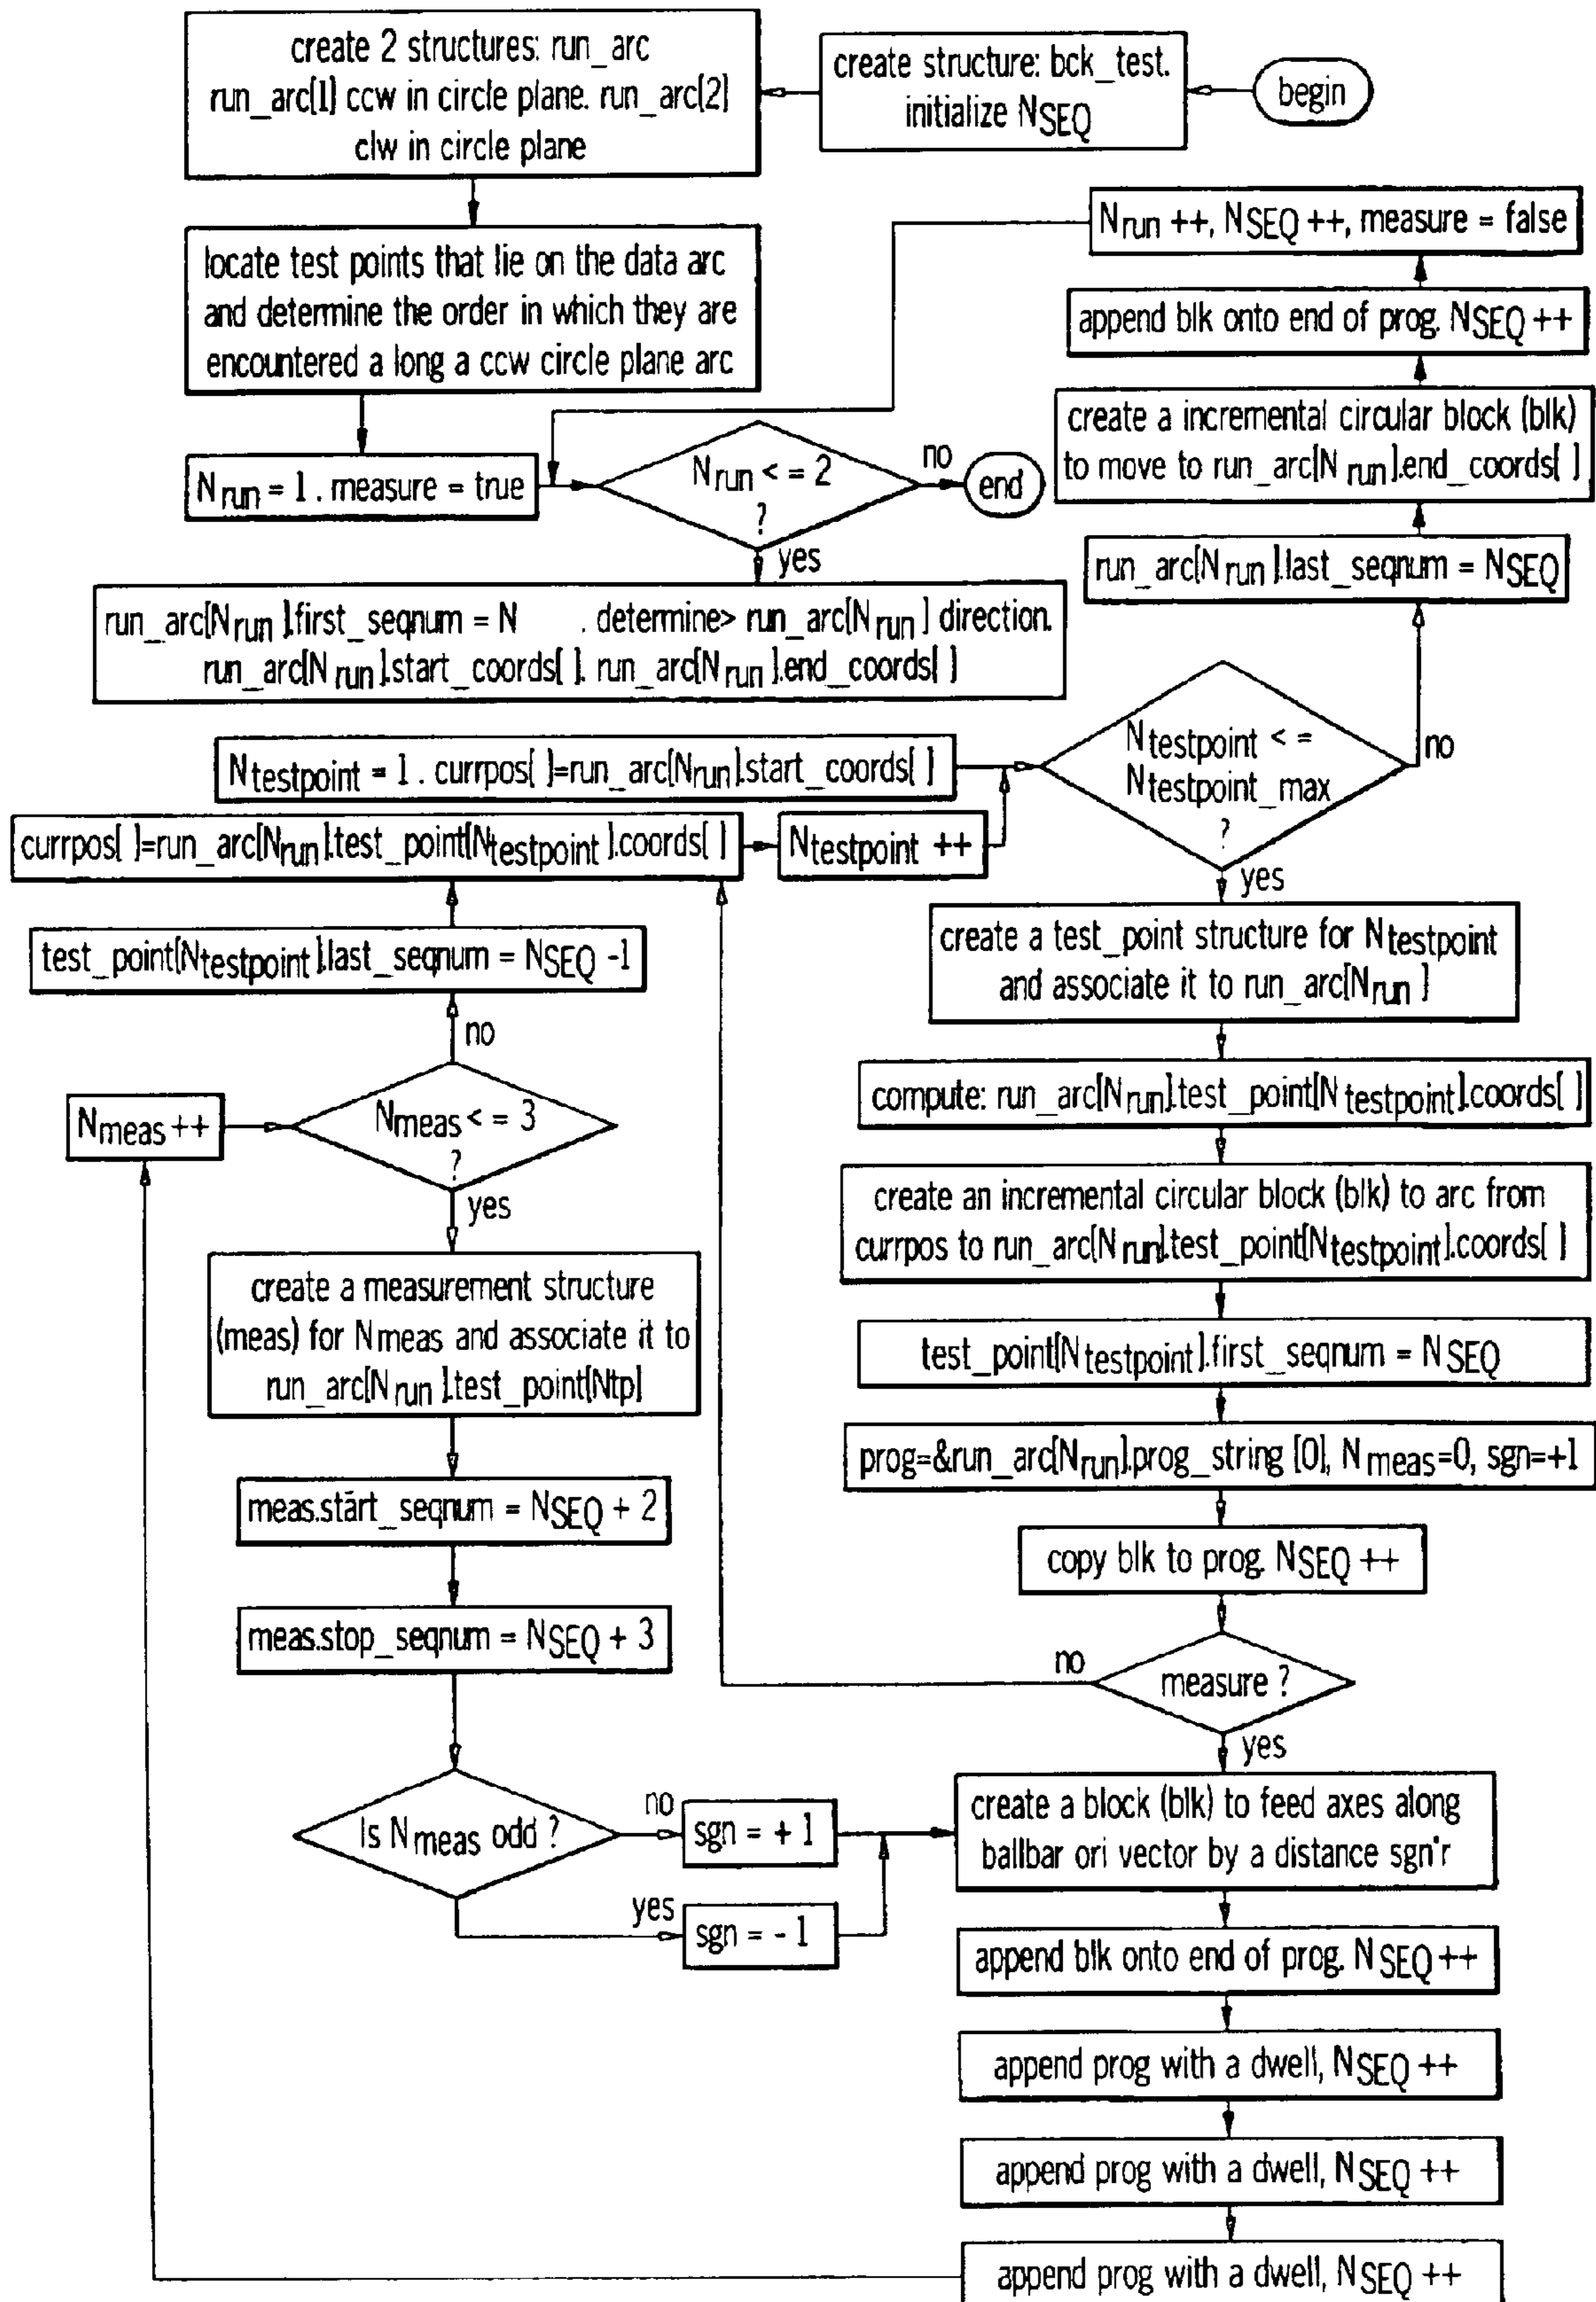 begin
create structure: bck_test.
initialize NSEQ
create 2 structures: run_arc
run_arc[1] ccw in circle plane. run_arc[2]
clw in circle plane
locate test points that lie on the data arc
and determine the order in which they are
encountered a long a ccw circle plane arc
Nrun = 1 . measure = true
Nrun < = 2
?
no
end
yes
run_arc[Nrun].first_seqnum = N . determine> run_arc[Nrun] direction.
run_arc[Nrun].start_coords[ ]. run_arc[Nrun].end_coords[ ]
Nrun ++, NSEQ ++, measure = false
append blk onto end of prog. NSEQ ++
create a incremental circular block (blk)
to move to run_arc[Nrun].end_coords[ ]
run_arc[Nrun].last_seqnum = NSEQ
Ntestpoint = 1 . currpos[ ]=run_arc[Nrun].start_coords[ ]
Ntestpoint < =
Ntestpoint_max
?
no
yes
currpos[ ]=run_arc[Nrun].test_point[Ntestpoint].coords[ ]
Ntestpoint ++
test_point[Ntestpoint].last_seqnum = NSEQ -1
no
Nmeas ++
Nmeas < = 3
?
yes
create a measurement structure
(meas) for Nmeas and associate it to
run_arc[Nrun].test_point[Ntp]
meas.start_seqnum = NSEQ + 2
meas.stop_seqnum = NSEQ + 3
Is Nmeas odd ?
no
sgn = + 1
yes
sgn = - 1
create a test_point structure for Ntestpoint
and associate it to run_arc[Nrun]
compute: run_arc[Nrun].test_point[Ntestpoint].coords[ ]
create an incremental circular block (blk) to arc from
currpos to run_arc[Nrun].test_point[Ntestpoint].coords[ ]
test_point[Ntestpoint].first_seqnum = NSEQ
prog=&run_arc[Nrun].prog_string [0], Nmeas=0, sgn=+1
copy blk to prog. NSEQ ++
no
measure ?
yes
create a block (blk) to feed axes along
ballbar ori vector by a distance sgn'r
append blk onto end of prog. NSEQ ++
append prog with a dwell, NSEQ ++
append prog with a dwell, NSEQ ++
append prog with a dwell, NSEQ ++